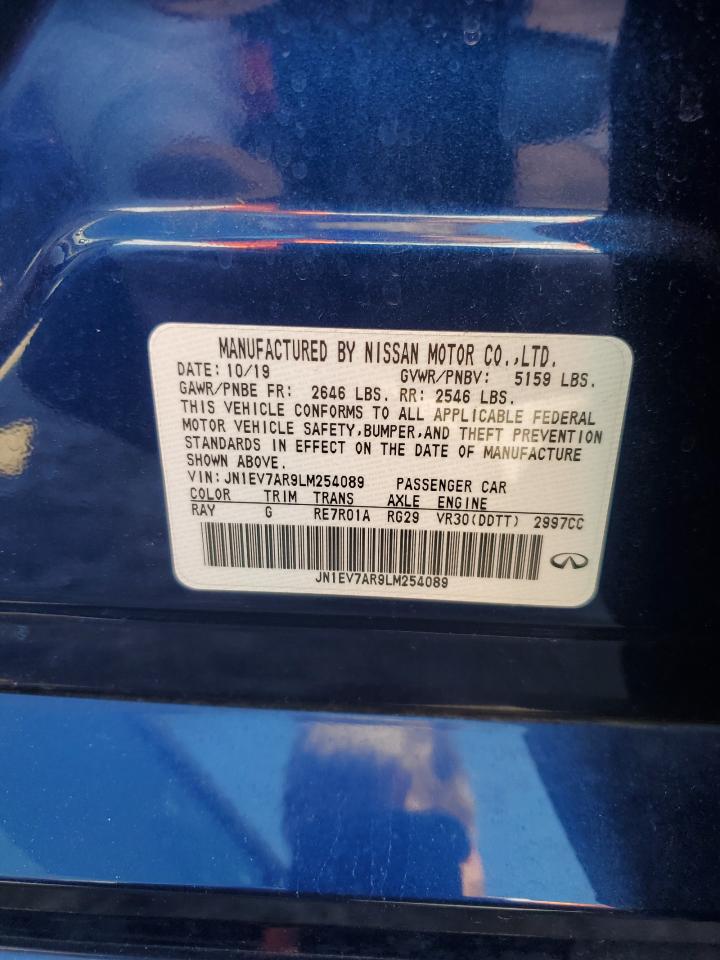 MANUFACTURED BY NISSAN MOTOR CO.,LTD.
DATE: 10/19 GVWR/PNBV: 5159 LBS.
GAWR/PNBE FR: 2646 LBS. RR: 2546 LBS.
THIS VEHICLE CONFORMS TO ALL APPLICABLE FEDERAL
MOTOR VEHICLE SAFETY,BUMPER,AND THEFT PREVENTION
STANDARDS IN EFFECT ON THE DATE OF MANUFACTURE
SHOWN ABOVE.
VIN:JN1EV7AR9LM254089 PASSENGER CAR
COLOR TRIM TRANS AXLE ENGINE
RAY G RE7R01A RG29 VR30(DDTT) 2997CC
JN1EV7AR9LM254089